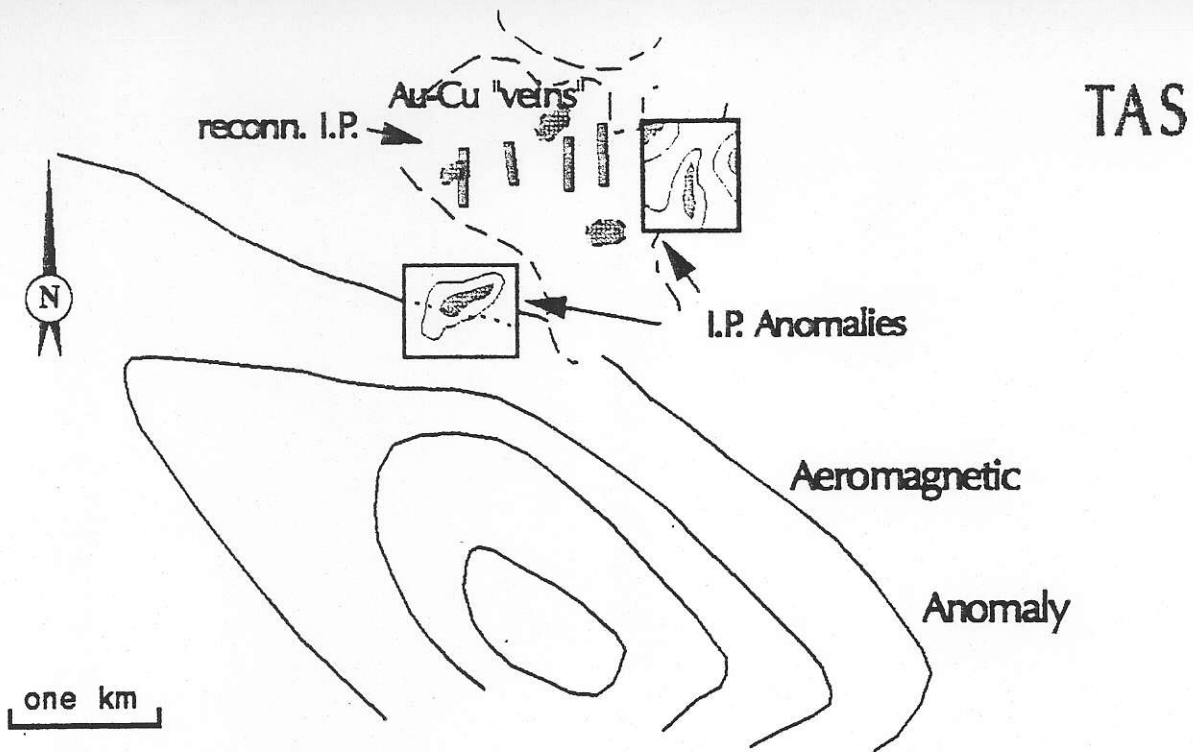 TAS
Au-Cu "veins"
reconn. I.P.
N
I.P. Anomalies
Aeromagnetic
Anomaly
one km